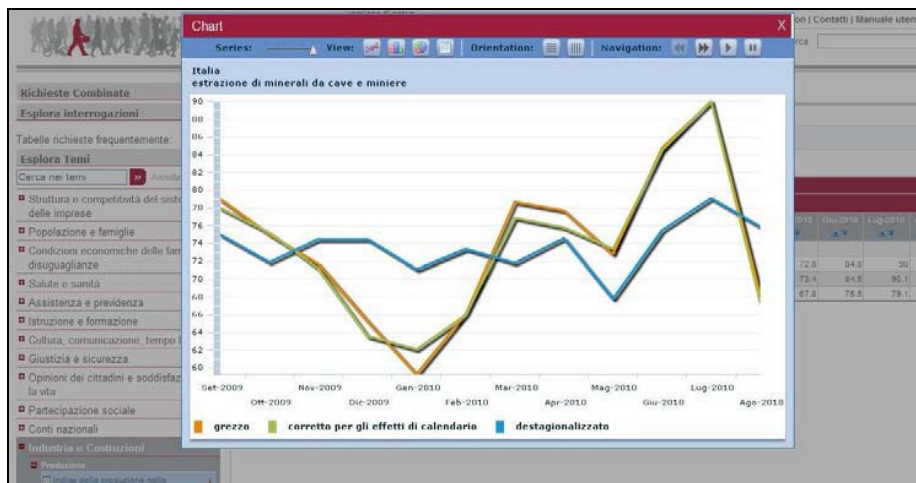 Chart
X
Series:
View:
Orientation:
Navigation:
| Contatti | Manuale uten
Italia
estrazione di minerali da cave e miniere
90
88
86
84
82
80
78
76
74
72
70
68
66
64
62
60
Set-2009
Ott-2009
Nov-2009
Dic-2009
Gen-2010
Feb-2010
Mar-2010
Apr-2010
Mag-2010
Giu-2010
Lug-2010
Ago-2010
grezzo
corretto per gli effetti di calendario
destagionalizzato
Richieste Combinate
Esplora interrogazioni
Tabelle richieste frequentemente:
Esplora Temi
Cerca nei temi
Struttura e competitività del siste
delle imprese
Popolazione e famiglie
Condizioni economiche delle fam
disuguaglianze
Salute e sanità
Assistenza e previdenza
Istruzione e formazione
Cultura, comunicazione, tempo l
Giustizia e sicurezza
Opinioni dei cittadini e soddisfaz
la vita
Partecipazione sociale
Conti nazionali
Industria e Costruzioni
Produzione
Giu-2010 Lug-2010
72.8 84.8 90
73.4 84.5 90.1
67.8 75.5 79.1